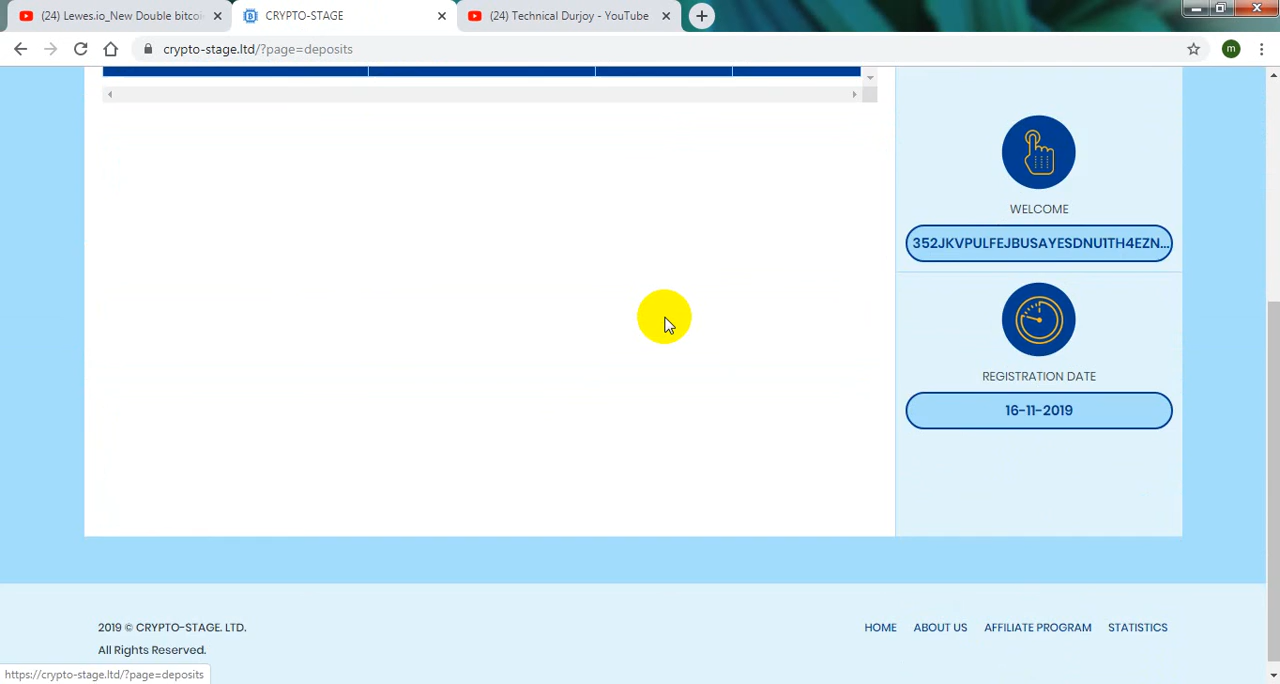 (24) Lewes.io_New Double bitcoin
CRYPTO-STAGE
(24) Technical Durjoy - YouTube
crypto-stage.ltd/?page=deposits
m
WELCOME
352JKVPULFEJBUSAYESDNU1TH4EZN...
REGISTRATION DATE
16-11-2019
2019 © CRYPTO-STAGE. LTD.
HOME
ABOUT US
AFFILIATE PROGRAM
STATISTICS
All Rights Reserved.
https://crypto-stage.ltd/?page=deposits